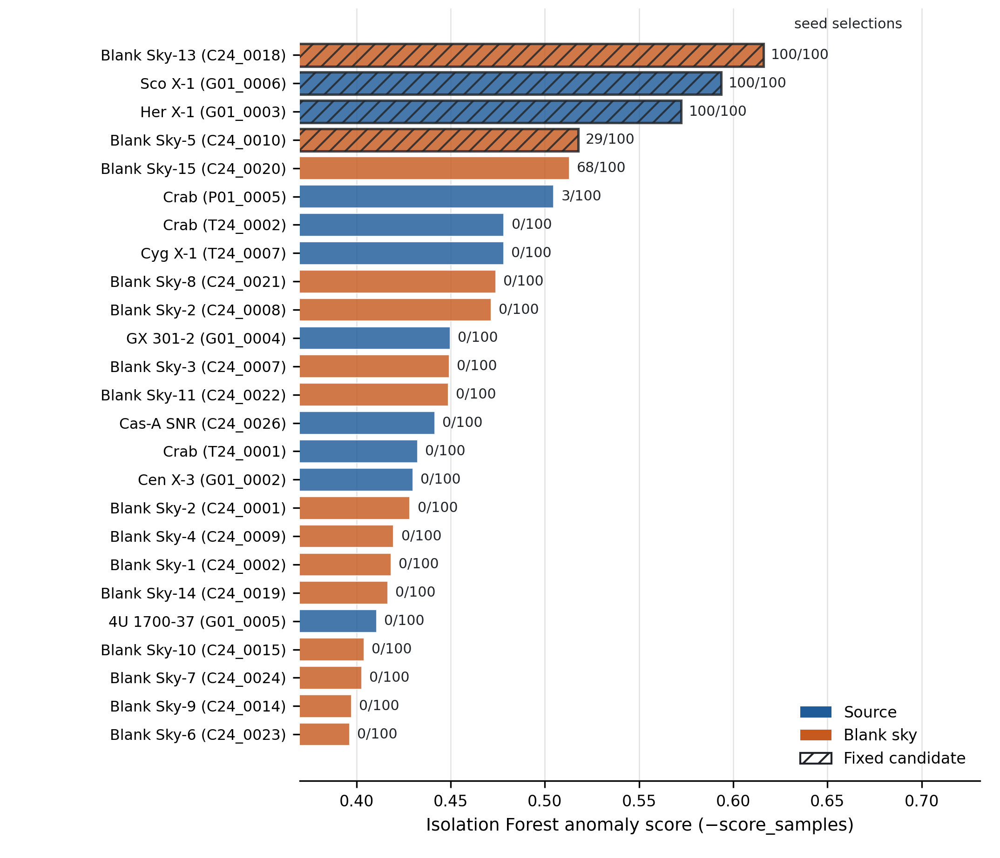 seed selections
Blank Sky-13 (C24_0018) 100/100
Sco X-1 (G01_0006) 100/100
Her X-1 (G01_0003) 100/100
Blank Sky-5 (C24_0010) 29/100
Blank Sky-15 (C24_0020) 68/100
Crab (P01_0005) 3/100
Crab (T24_0002) 0/100
Cyg X-1 (T24_0007) 0/100
Blank Sky-8 (C24_0021) 0/100
Blank Sky-2 (C24_0008) 0/100
GX 301-2 (G01_0004) 0/100
Blank Sky-3 (C24_0007) 0/100
Blank Sky-11 (C24_0022) 0/100
Cas-A SNR (C24_0026) 0/100
Crab (T24_0001) 0/100
Cen X-3 (G01_0002) 0/100
Blank Sky-2 (C24_0001) 0/100
Blank Sky-4 (C24_0009) 0/100
Blank Sky-1 (C24_0002) 0/100
Blank Sky-14 (C24_0019) 0/100
4U 1700-37 (G01_0005) 0/100
Blank Sky-10 (C24_0015) 0/100
Blank Sky-7 (C24_0024) 0/100
Blank Sky-9 (C24_0014) 0/100
Blank Sky-6 (C24_0023) 0/100
Source
Blank sky
Fixed candidate
0.40 0.45 0.50 0.55 0.60 0.65 0.70
Isolation Forest anomaly score (−score_samples)